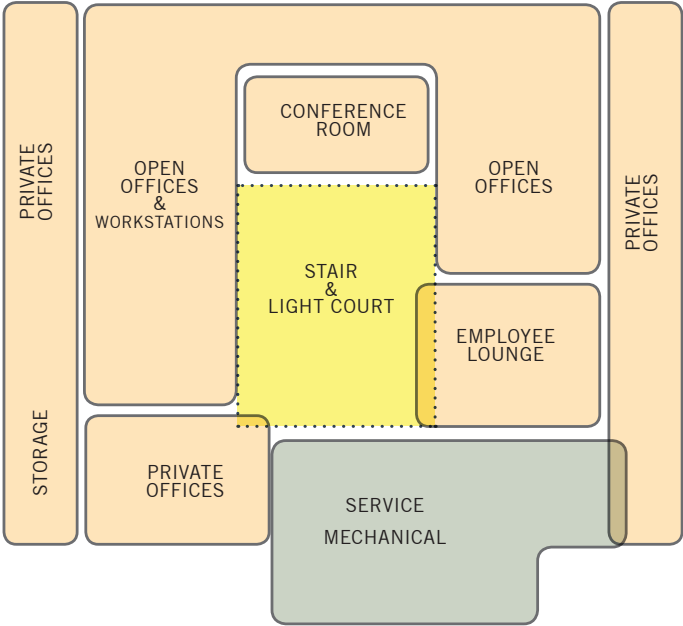 PRIVATE
OFFICES
STORAGE
OPEN
OFFICES
&
WORKSTATIONS
CONFERENCE
ROOM
OPEN
OFFICES
PRIVATE
OFFICES
STAIR
&
LIGHT COURT
EMPLOYEE
LOUNGE
PRIVATE
OFFICES
SERVICE
MECHANICAL